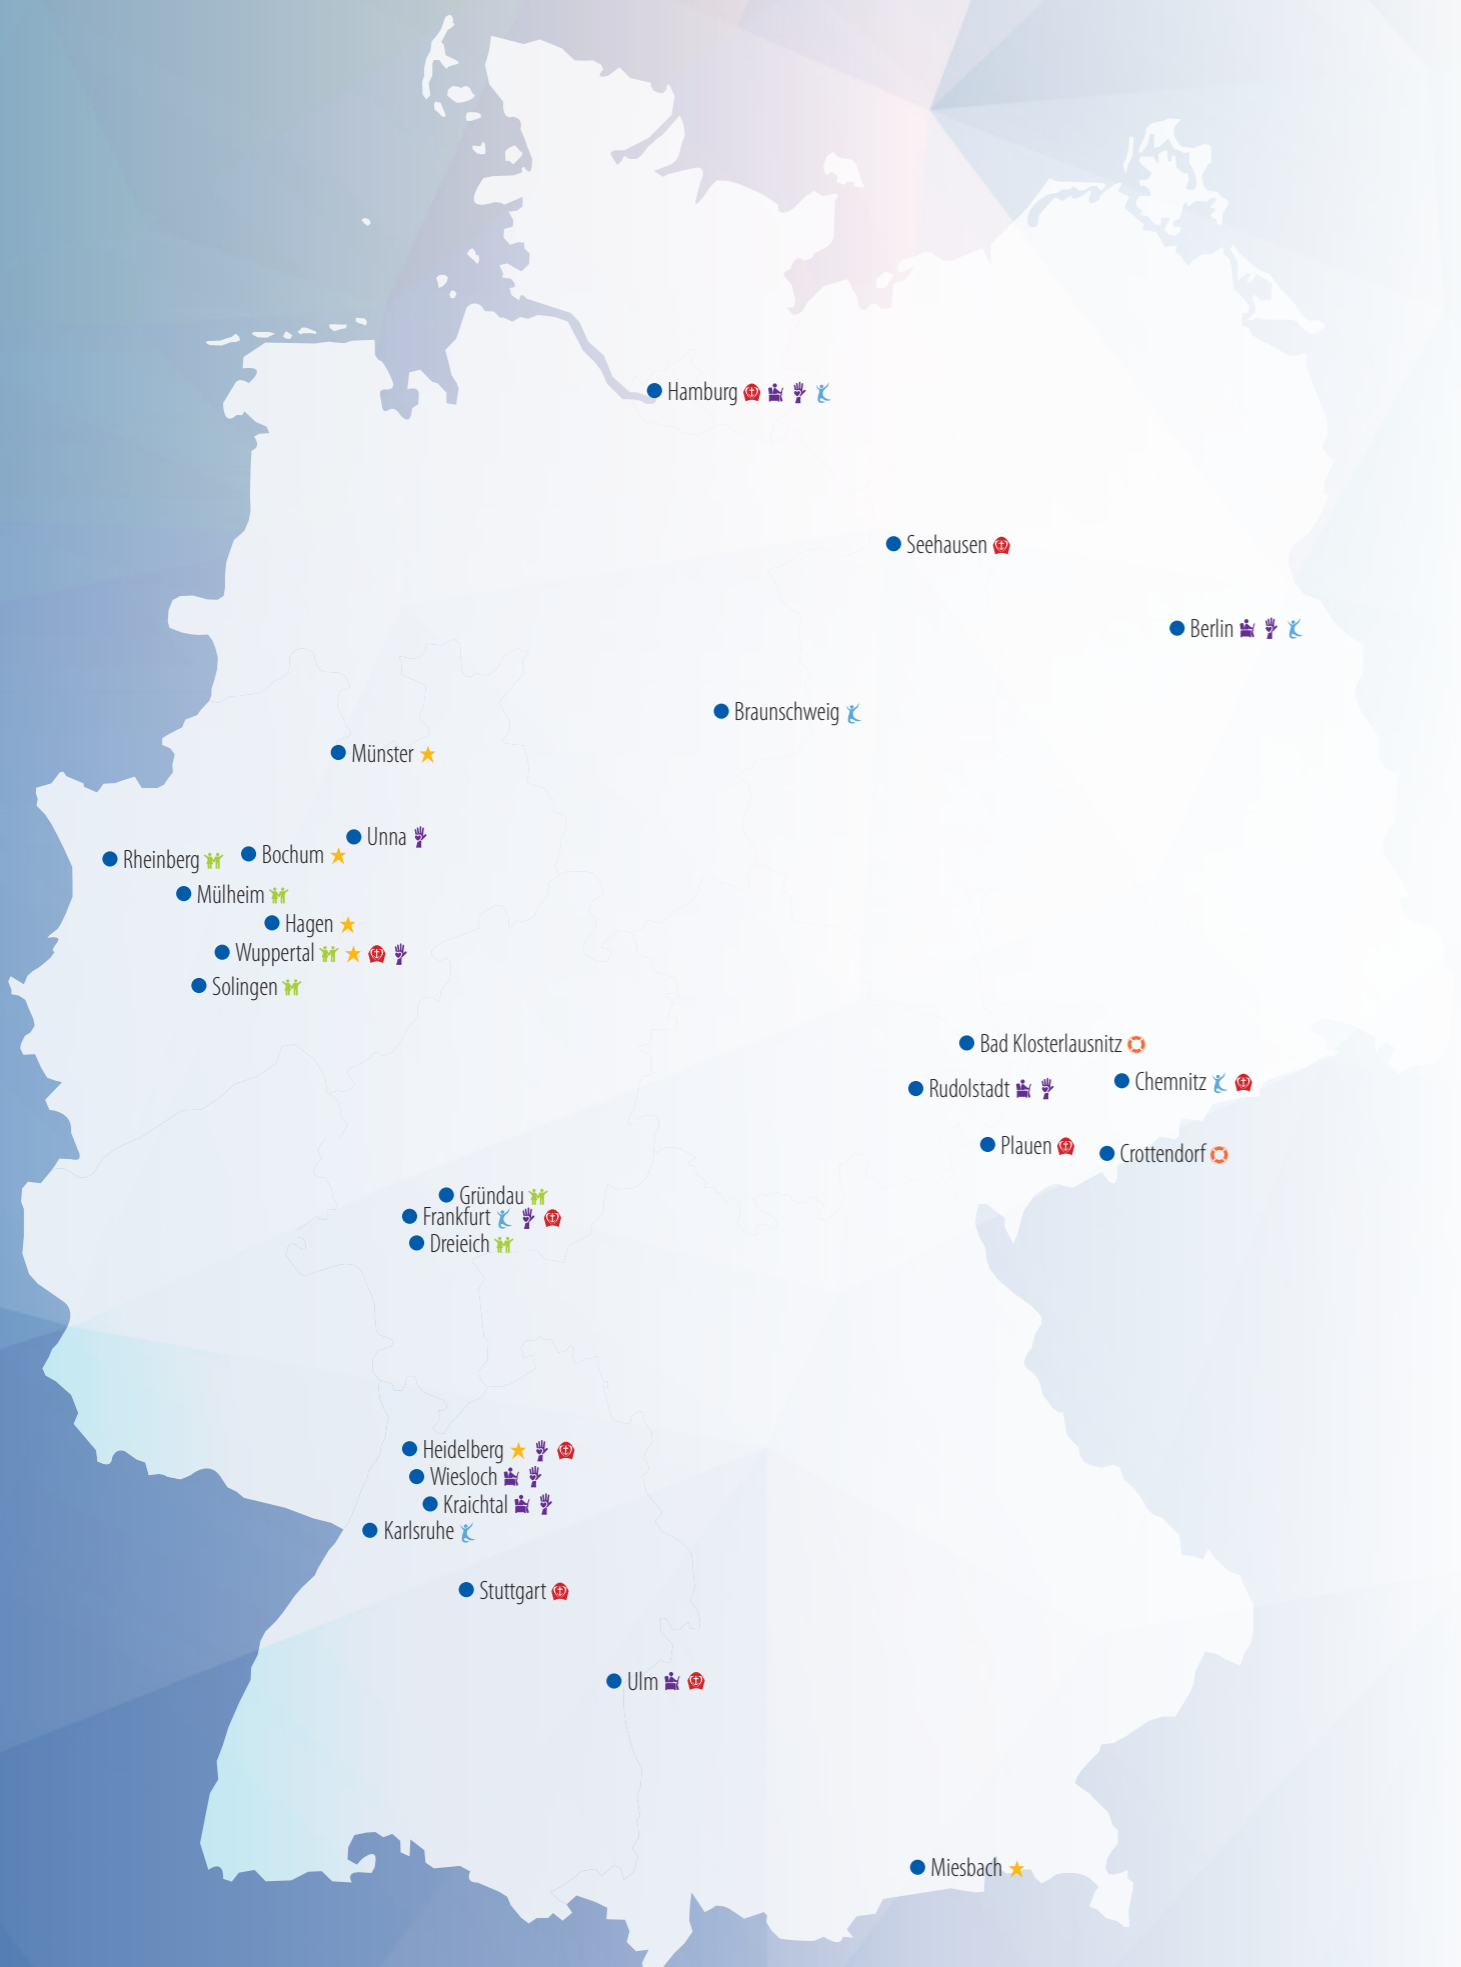 Hamburg
Seehausen
Berlin
Braunschweig
Münster
Unna
Rheinberg
Bochum
Mülheim
Hagen
Wuppertal
Solingen
Bad Klosterlausnitz
Rudolstadt
Chemnitz
Plauen
Crottendorf
Gründau
Frankfurt
Dreieich
Heidelberg
Wiesloch
Kraichtal
Karlsruhe
Stuttgart
Ulm
Miesbach